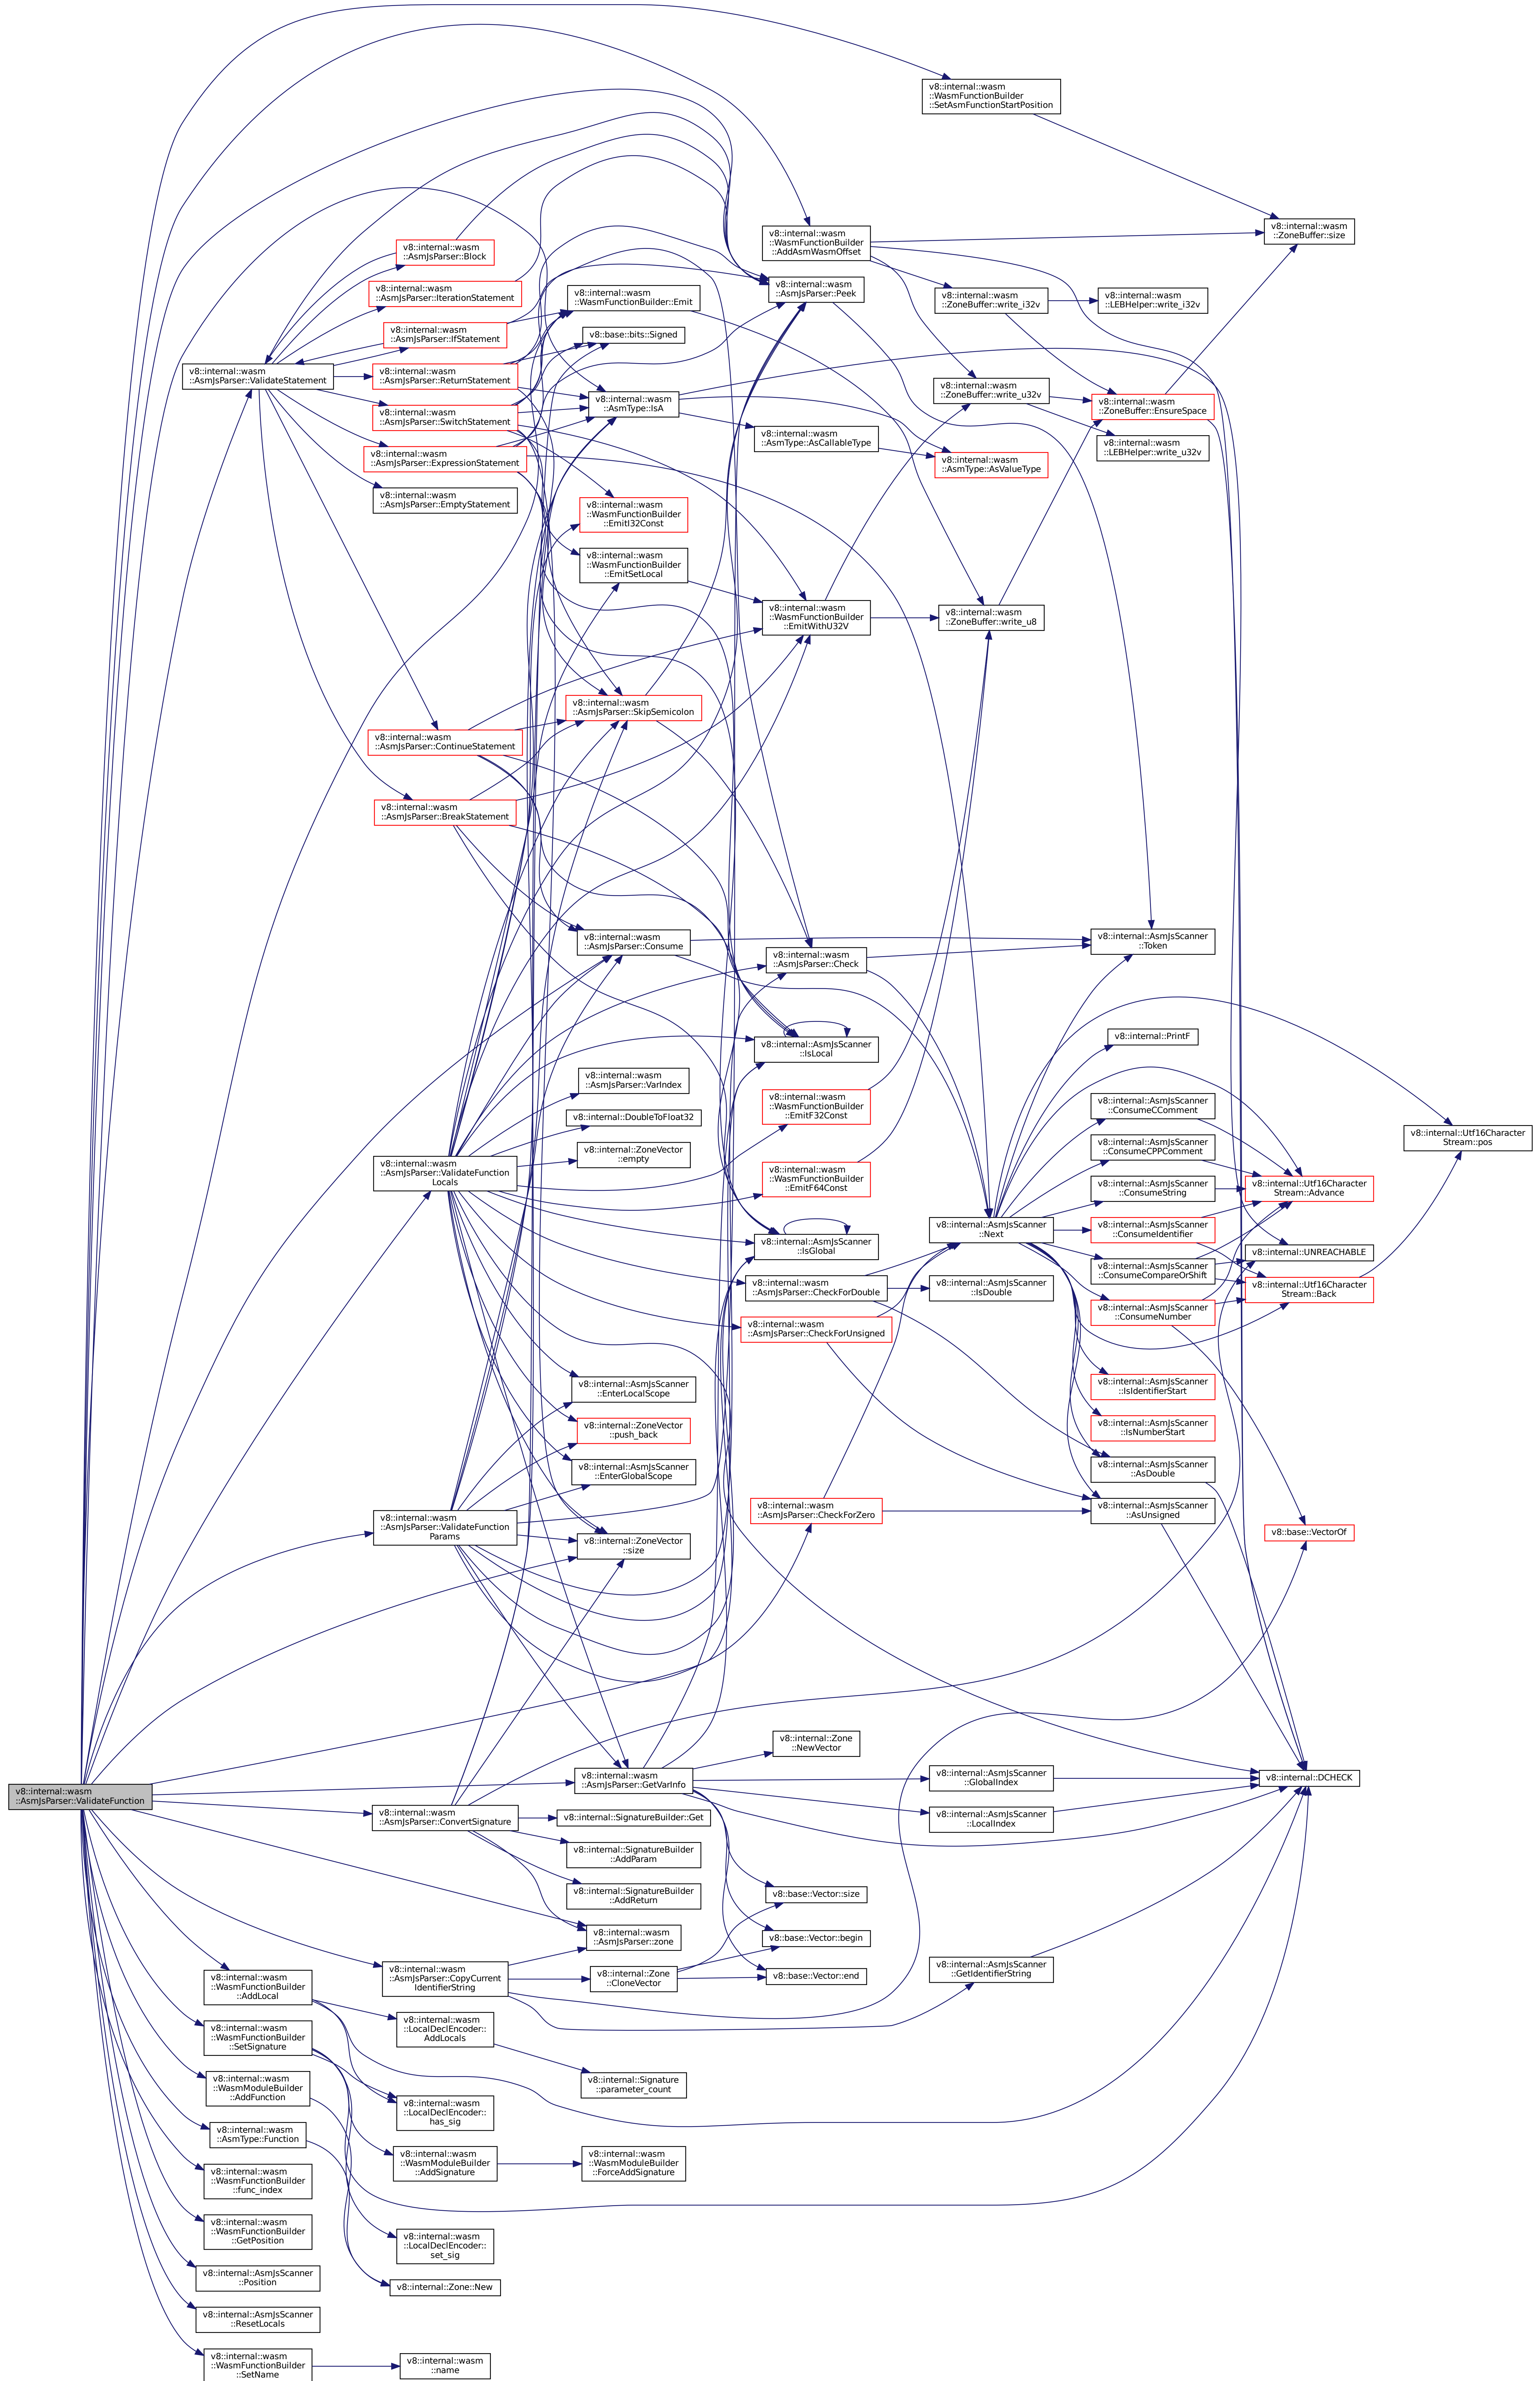 v8::internal::wasm
::WasmFunctionBuilder
::SetAsmFunctionStartPosition
v8::internal::wasm
::ZoneBuffer::size
v8::internal::wasm
::WasmFunctionBuilder
::AddAsmWasmOffset
v8::internal::wasm
::AsmJsParser::Block
v8::internal::wasm
::AsmJsParser::Peek
v8::internal::wasm
::AsmJsParser::IterationStatement
v8::internal::wasm
::WasmFunctionBuilder::Emit
v8::internal::wasm
::ZoneBuffer::write_i32v
v8::internal::wasm
::LEBHelper::write_i32v
v8::internal::wasm
::AsmJsParser::IfStatement
v8::base::bits::Signed
v8::internal::wasm
::AsmJsParser::ValidateStatement
v8::internal::wasm
::AsmJsParser::ReturnStatement
v8::internal::wasm
::ZoneBuffer::write_u32v
v8::internal::wasm
::AsmType::IsA
v8::internal::wasm
::ZoneBuffer::EnsureSpace
v8::internal::wasm
::AsmJsParser::SwitchStatement
v8::internal::wasm
::AsmType::AsCallableType
v8::internal::wasm
::LEBHelper::write_u32v
v8::internal::wasm
::AsmJsParser::ExpressionStatement
v8::internal::wasm
::AsmType::AsValueType
v8::internal::wasm
::AsmJsParser::EmptyStatement
v8::internal::wasm
::WasmFunctionBuilder
::EmitI32Const
v8::internal::wasm
::WasmFunctionBuilder
::EmitSetLocal
v8::internal::wasm
::WasmFunctionBuilder
::EmitWithU32V
v8::internal::wasm
::ZoneBuffer::write_u8
v8::internal::wasm
::AsmJsParser::SkipSemicolon
v8::internal::wasm
::AsmJsParser::ContinueStatement
v8::internal::wasm
::AsmJsParser::BreakStatement
v8::internal::wasm
::AsmJsParser::Consume
v8::internal::AsmJsScanner
::Token
v8::internal::wasm
::AsmJsParser::Check
v8::internal::AsmJsScanner
::IsLocal
v8::internal::PrintF
v8::internal::wasm
::AsmJsParser::VarIndex
v8::internal::wasm
::WasmFunctionBuilder
::EmitF32Const
v8::internal::AsmJsScanner
::ConsumeCComment
v8::internal::DoubleToFloat32
v8::internal::Utf16Character
Stream::pos
v8::internal::AsmJsScanner
::ConsumeCPPComment
v8::internal::ZoneVector
::empty
v8::internal::wasm
::AsmJsParser::ValidateFunction
Locals
v8::internal::wasm
::WasmFunctionBuilder
::EmitF64Const
v8::internal::AsmJsScanner
::ConsumeString
v8::internal::Utf16Character
Stream::Advance
v8::internal::AsmJsScanner
::Next
v8::internal::AsmJsScanner
::ConsumeIdentifier
v8::internal::AsmJsScanner
::IsGlobal
v8::internal::UNREACHABLE
v8::internal::AsmJsScanner
::ConsumeCompareOrShift
v8::internal::wasm
::AsmJsParser::CheckForDouble
v8::internal::AsmJsScanner
::IsDouble
v8::internal::Utf16Character
Stream::Back
v8::internal::AsmJsScanner
::ConsumeNumber
v8::internal::wasm
::AsmJsParser::CheckForUnsigned
v8::internal::AsmJsScanner
::EnterLocalScope
v8::internal::AsmJsScanner
::IsIdentifierStart
v8::internal::ZoneVector
::push_back
v8::internal::AsmJsScanner
::IsNumberStart
v8::internal::AsmJsScanner
::EnterGlobalScope
v8::internal::AsmJsScanner
::AsDouble
v8::internal::wasm
::AsmJsParser::CheckForZero
v8::internal::AsmJsScanner
::AsUnsigned
v8::internal::wasm
::AsmJsParser::ValidateFunction
Params
v8::internal::ZoneVector
::size
v8::base::VectorOf
v8::internal::Zone
::NewVector
v8::internal::wasm
::AsmJsParser::ValidateFunction
v8::internal::wasm
::AsmJsParser::GetVarInfo
v8::internal::AsmJsScanner
::GlobalIndex
v8::internal::DCHECK
v8::internal::wasm
::AsmJsParser::ConvertSignature
v8::internal::SignatureBuilder::Get
v8::internal::AsmJsScanner
::LocalIndex
v8::internal::SignatureBuilder
::AddParam
v8::internal::SignatureBuilder
::AddReturn
v8::base::Vector::size
v8::internal::wasm
::AsmJsParser::zone
v8::base::Vector::begin
v8::internal::wasm
::AsmJsParser::CopyCurrent
IdentifierString
v8::internal::Zone
::CloneVector
v8::base::Vector::end
v8::internal::AsmJsScanner
::GetIdentifierString
v8::internal::wasm
::WasmFunctionBuilder
::AddLocal
v8::internal::wasm
::LocalDeclEncoder::
AddLocals
v8::internal::wasm
::WasmFunctionBuilder
::SetSignature
v8::internal::wasm
::WasmModuleBuilder
::AddFunction
v8::internal::Signature
::parameter_count
v8::internal::wasm
::LocalDeclEncoder::
has_sig
v8::internal::wasm
::AsmType::Function
v8::internal::wasm
::WasmModuleBuilder
::AddSignature
v8::internal::wasm
::WasmModuleBuilder
::ForceAddSignature
v8::internal::wasm
::WasmFunctionBuilder
::func_index
v8::internal::wasm
::WasmFunctionBuilder
::GetPosition
v8::internal::wasm
::LocalDeclEncoder::
set_sig
v8::internal::AsmJsScanner
::Position
v8::internal::Zone::New
v8::internal::AsmJsScanner
::ResetLocals
v8::internal::wasm
::WasmFunctionBuilder
::SetName
v8::internal::wasm
::name